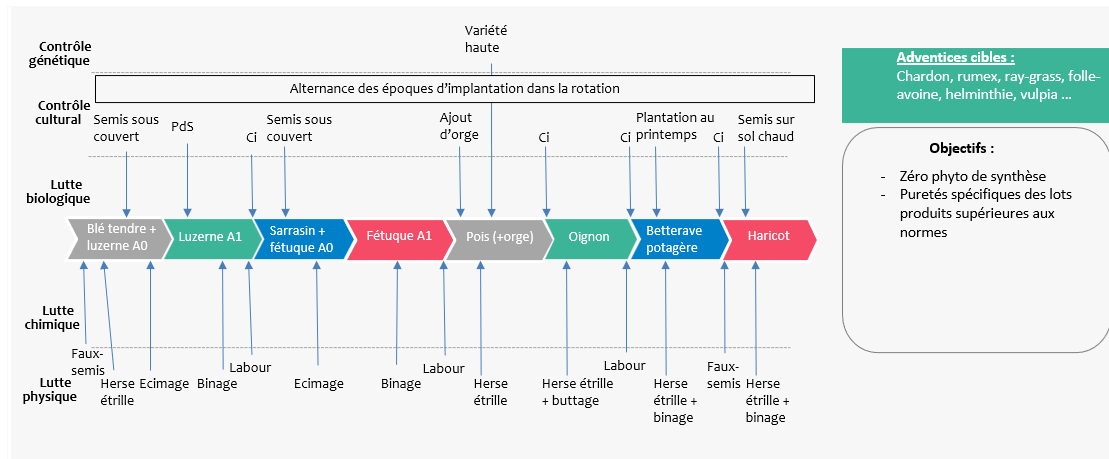 Contrôle
génétique
Variété
haute
Alternance des époques d'implantation dans la rotation
Contrôle
cultural
Semis sous
couvert
PdS
Ci
Semis sous
couvert
Ajout
d'orge
Ci
Ci
Plantation au
printemps
Ci
Semis sur
sol chaud
Lutte
biologique
Blé tendre +
luzerne A0
Luzerne A1
Sarrasin +
fétuque A0
Fétuque A1
Pois (+orge)
Oignon
Betterave
potagère
Haricot
Lutte
chimique
Lutte
physique
Faux-
semis
Herse
étrille
Ecimage
Binage
Labour
Ecimage
Binage
Labour
Herse
étrille
Herse étrille
+ buttage
Labour
Herse
étrille +
binage
Faux-
semis
Herse
étrille +
binage
Adventices cibles :
Chardon, rumex, ray-grass, folle-
avoine, helminthie, vulpia ...
Objectifs :
- Zéro phyto de synthèse
- Puretés spécifiques des lots
produits supérieures aux
normes